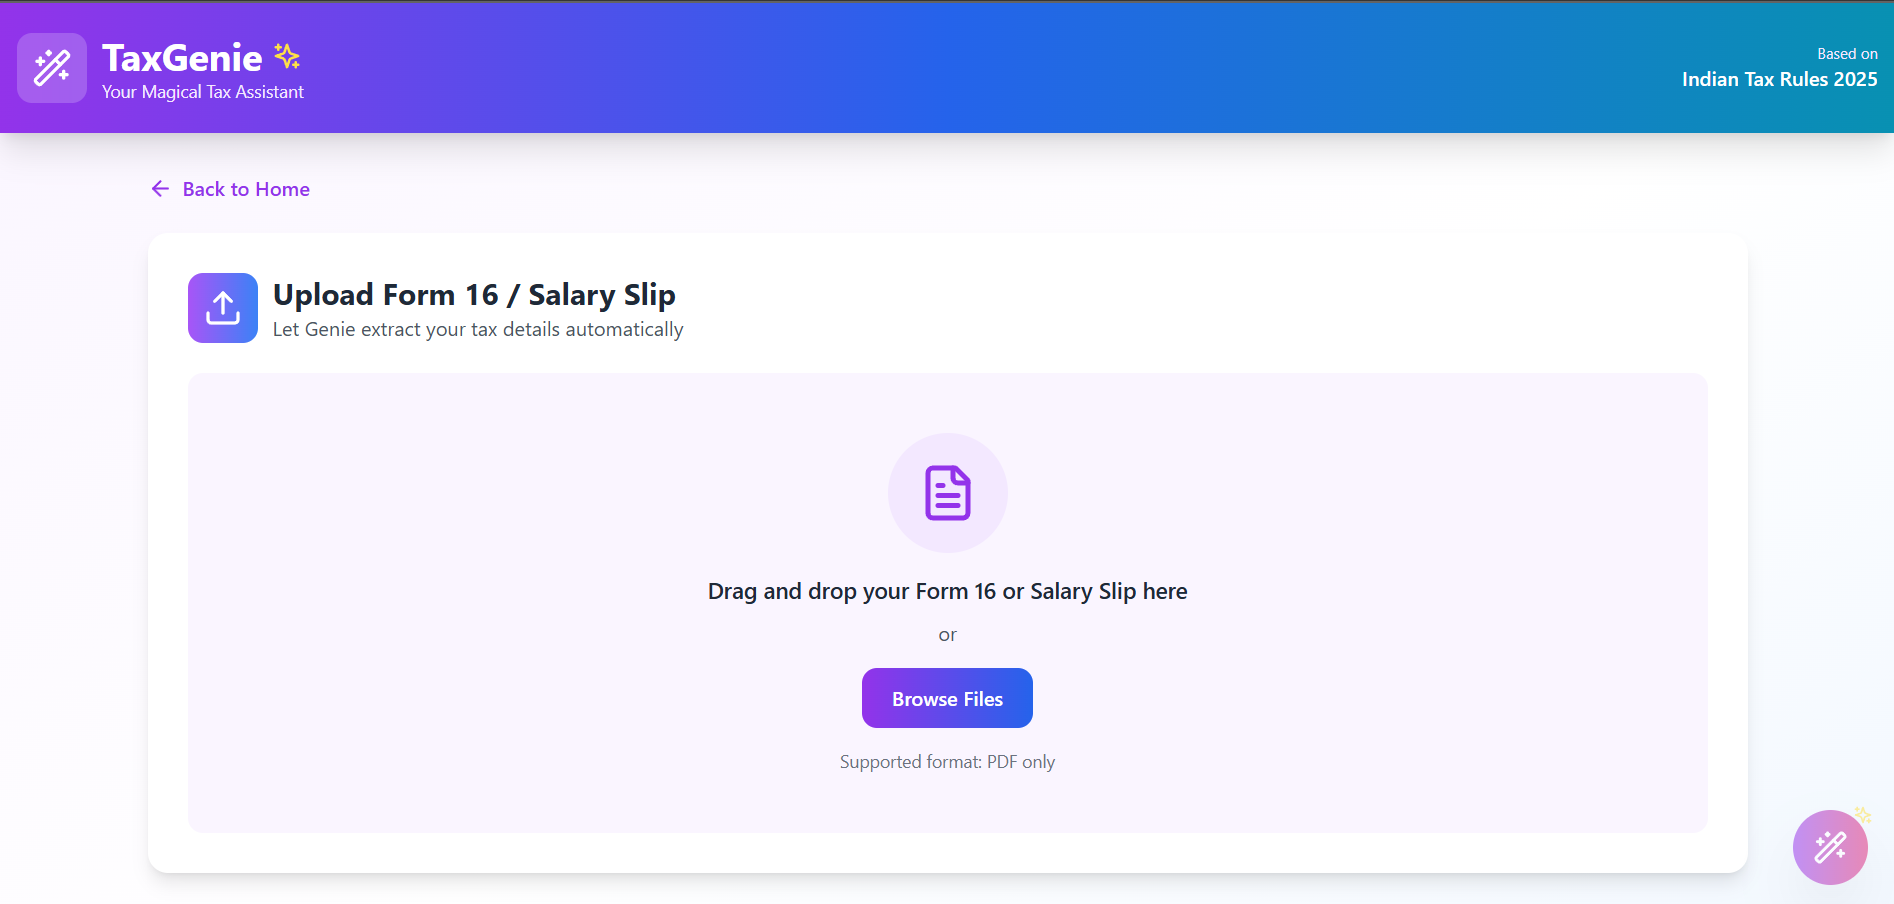 TaxGenie
Your Magical Tax Assistant
Based on
Indian Tax Rules 2025
Back to Home
Upload Form 16 / Salary Slip
Let Genie extract your tax details automatically
Drag and drop your Form 16 or Salary Slip here
or
Browse Files
Supported format: PDF only